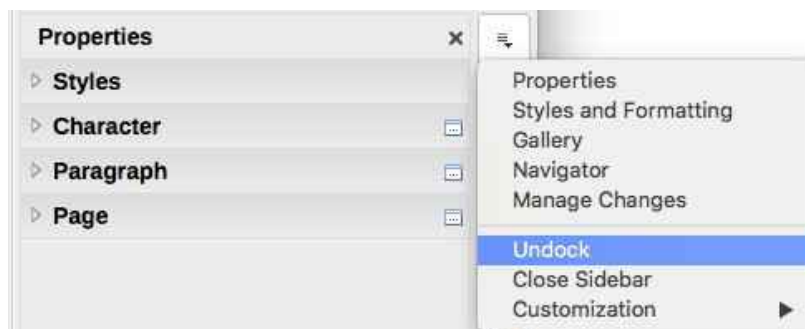 Properties
Styles
Character
Paragraph
Page
Properties
Styles and Formatting
Gallery
Navigator
Manage Changes
Undock
Close Sidebar
Customization